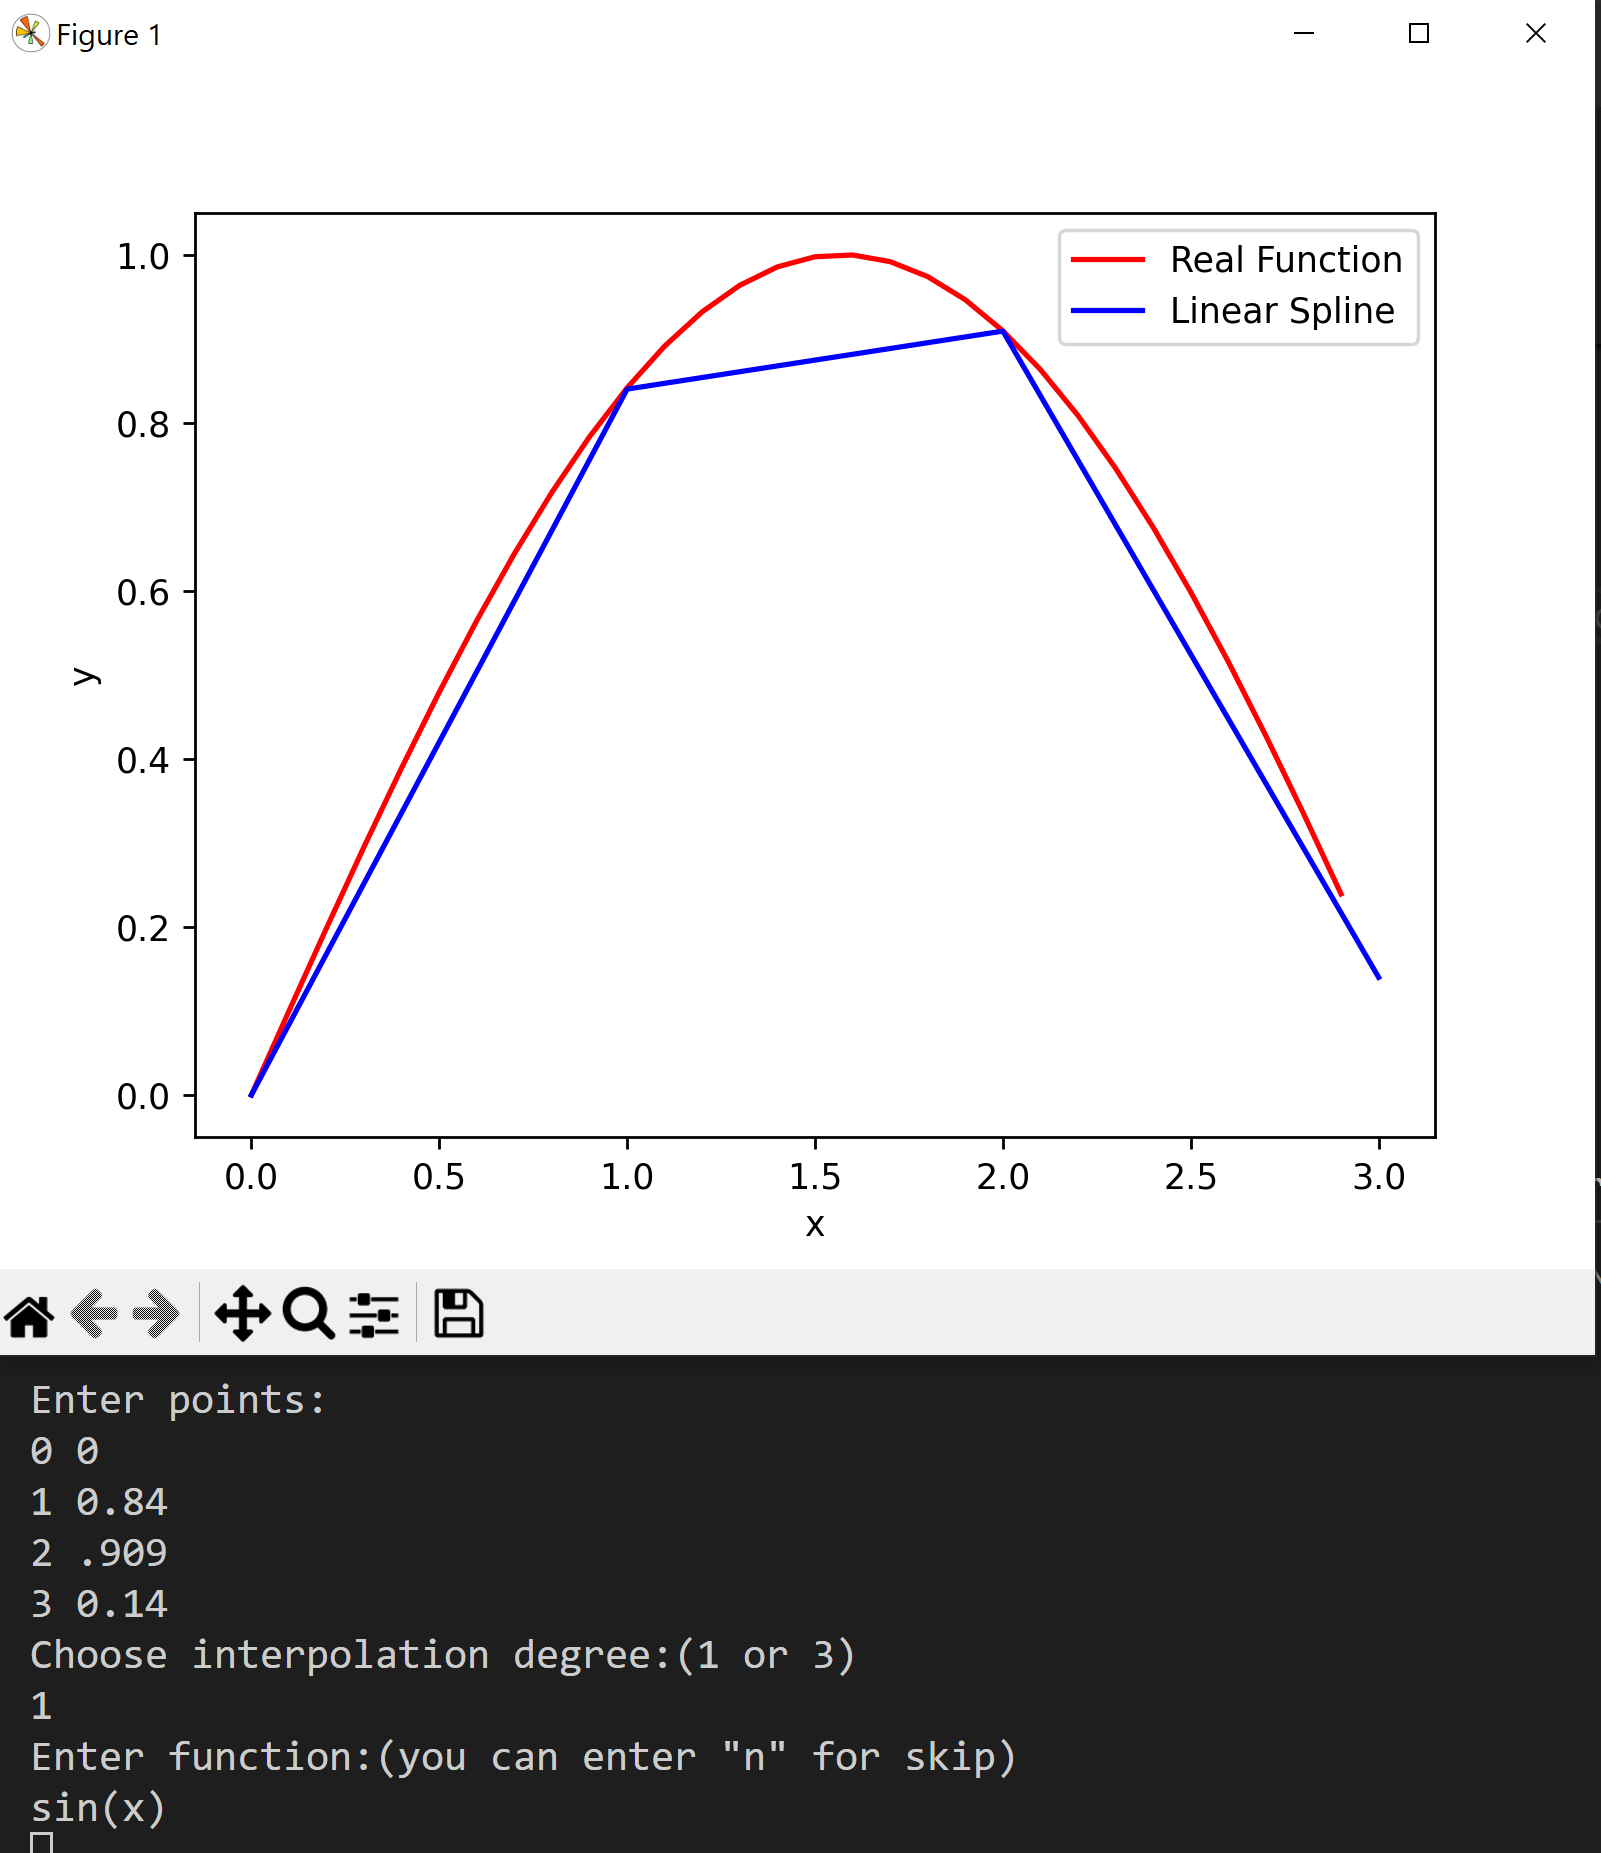 Figure 1
Real Function
Linear Spline
1.0
0.8
0.6
0.4
0.2
0.0
y
0.0 0.5 1.0 1.5 2.0 2.5 3.0
x
Enter points:
0 0
1 0.84
2 .909
3 0.14
Choose interpolation degree:(1 or 3)
1
Enter function:(you can enter "n" for skip)
sin(x)